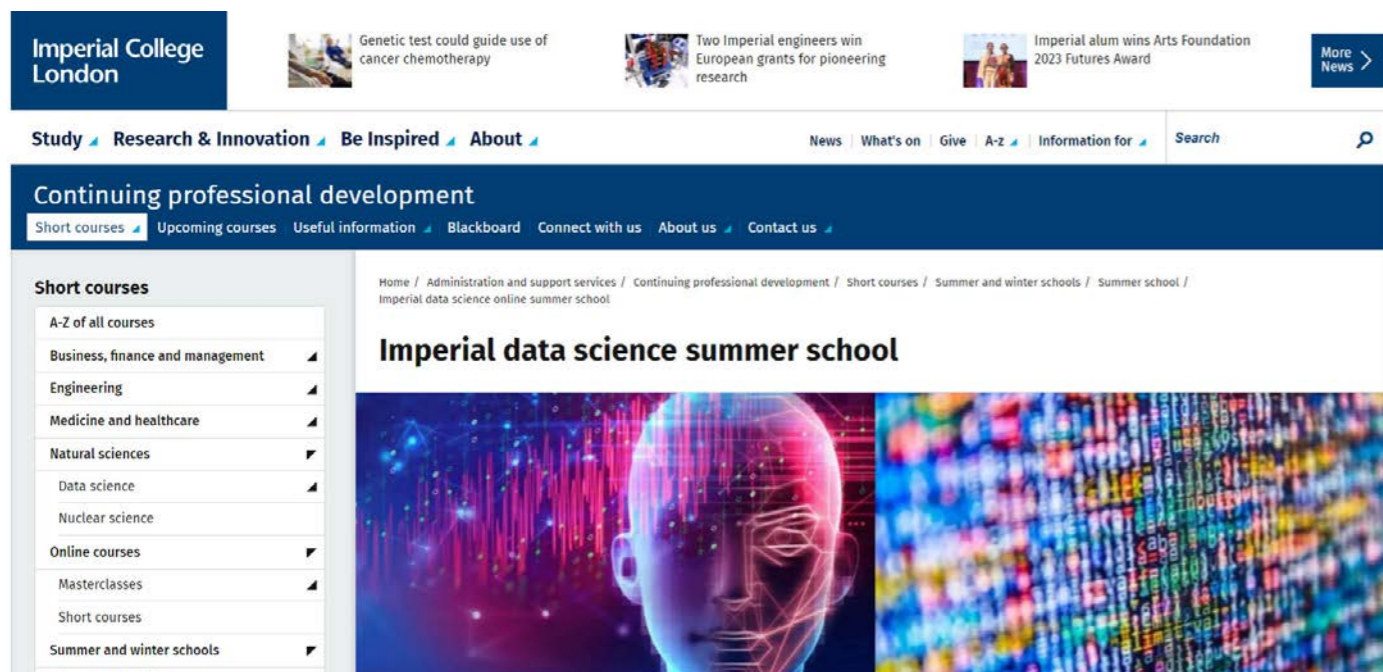 Imperial College
London
Genetic test could guide use of
cancer chemotherapy
Two Imperial engineers win
European grants for pioneering
research
Imperial alum wins Arts Foundation
2023 Futures Award
More
News
Study Research & Innovation Be Inspired About
News What's on Give A-z Information for Search
Continuing professional development
Short courses Upcoming courses Useful information Blackboard Connect with us About us Contact us
Short courses
A-Z of all courses
Business, finance and management
Engineering
Medicine and healthcare
Natural sciences
Data science
Nuclear science
Online courses
Masterclasses
Short courses
Summer and winter schools
Home / Administration and support services / Continuing professional development / Short courses / Summer and winter schools / Summer school /
Imperial data science online summer school
Imperial data science summer school